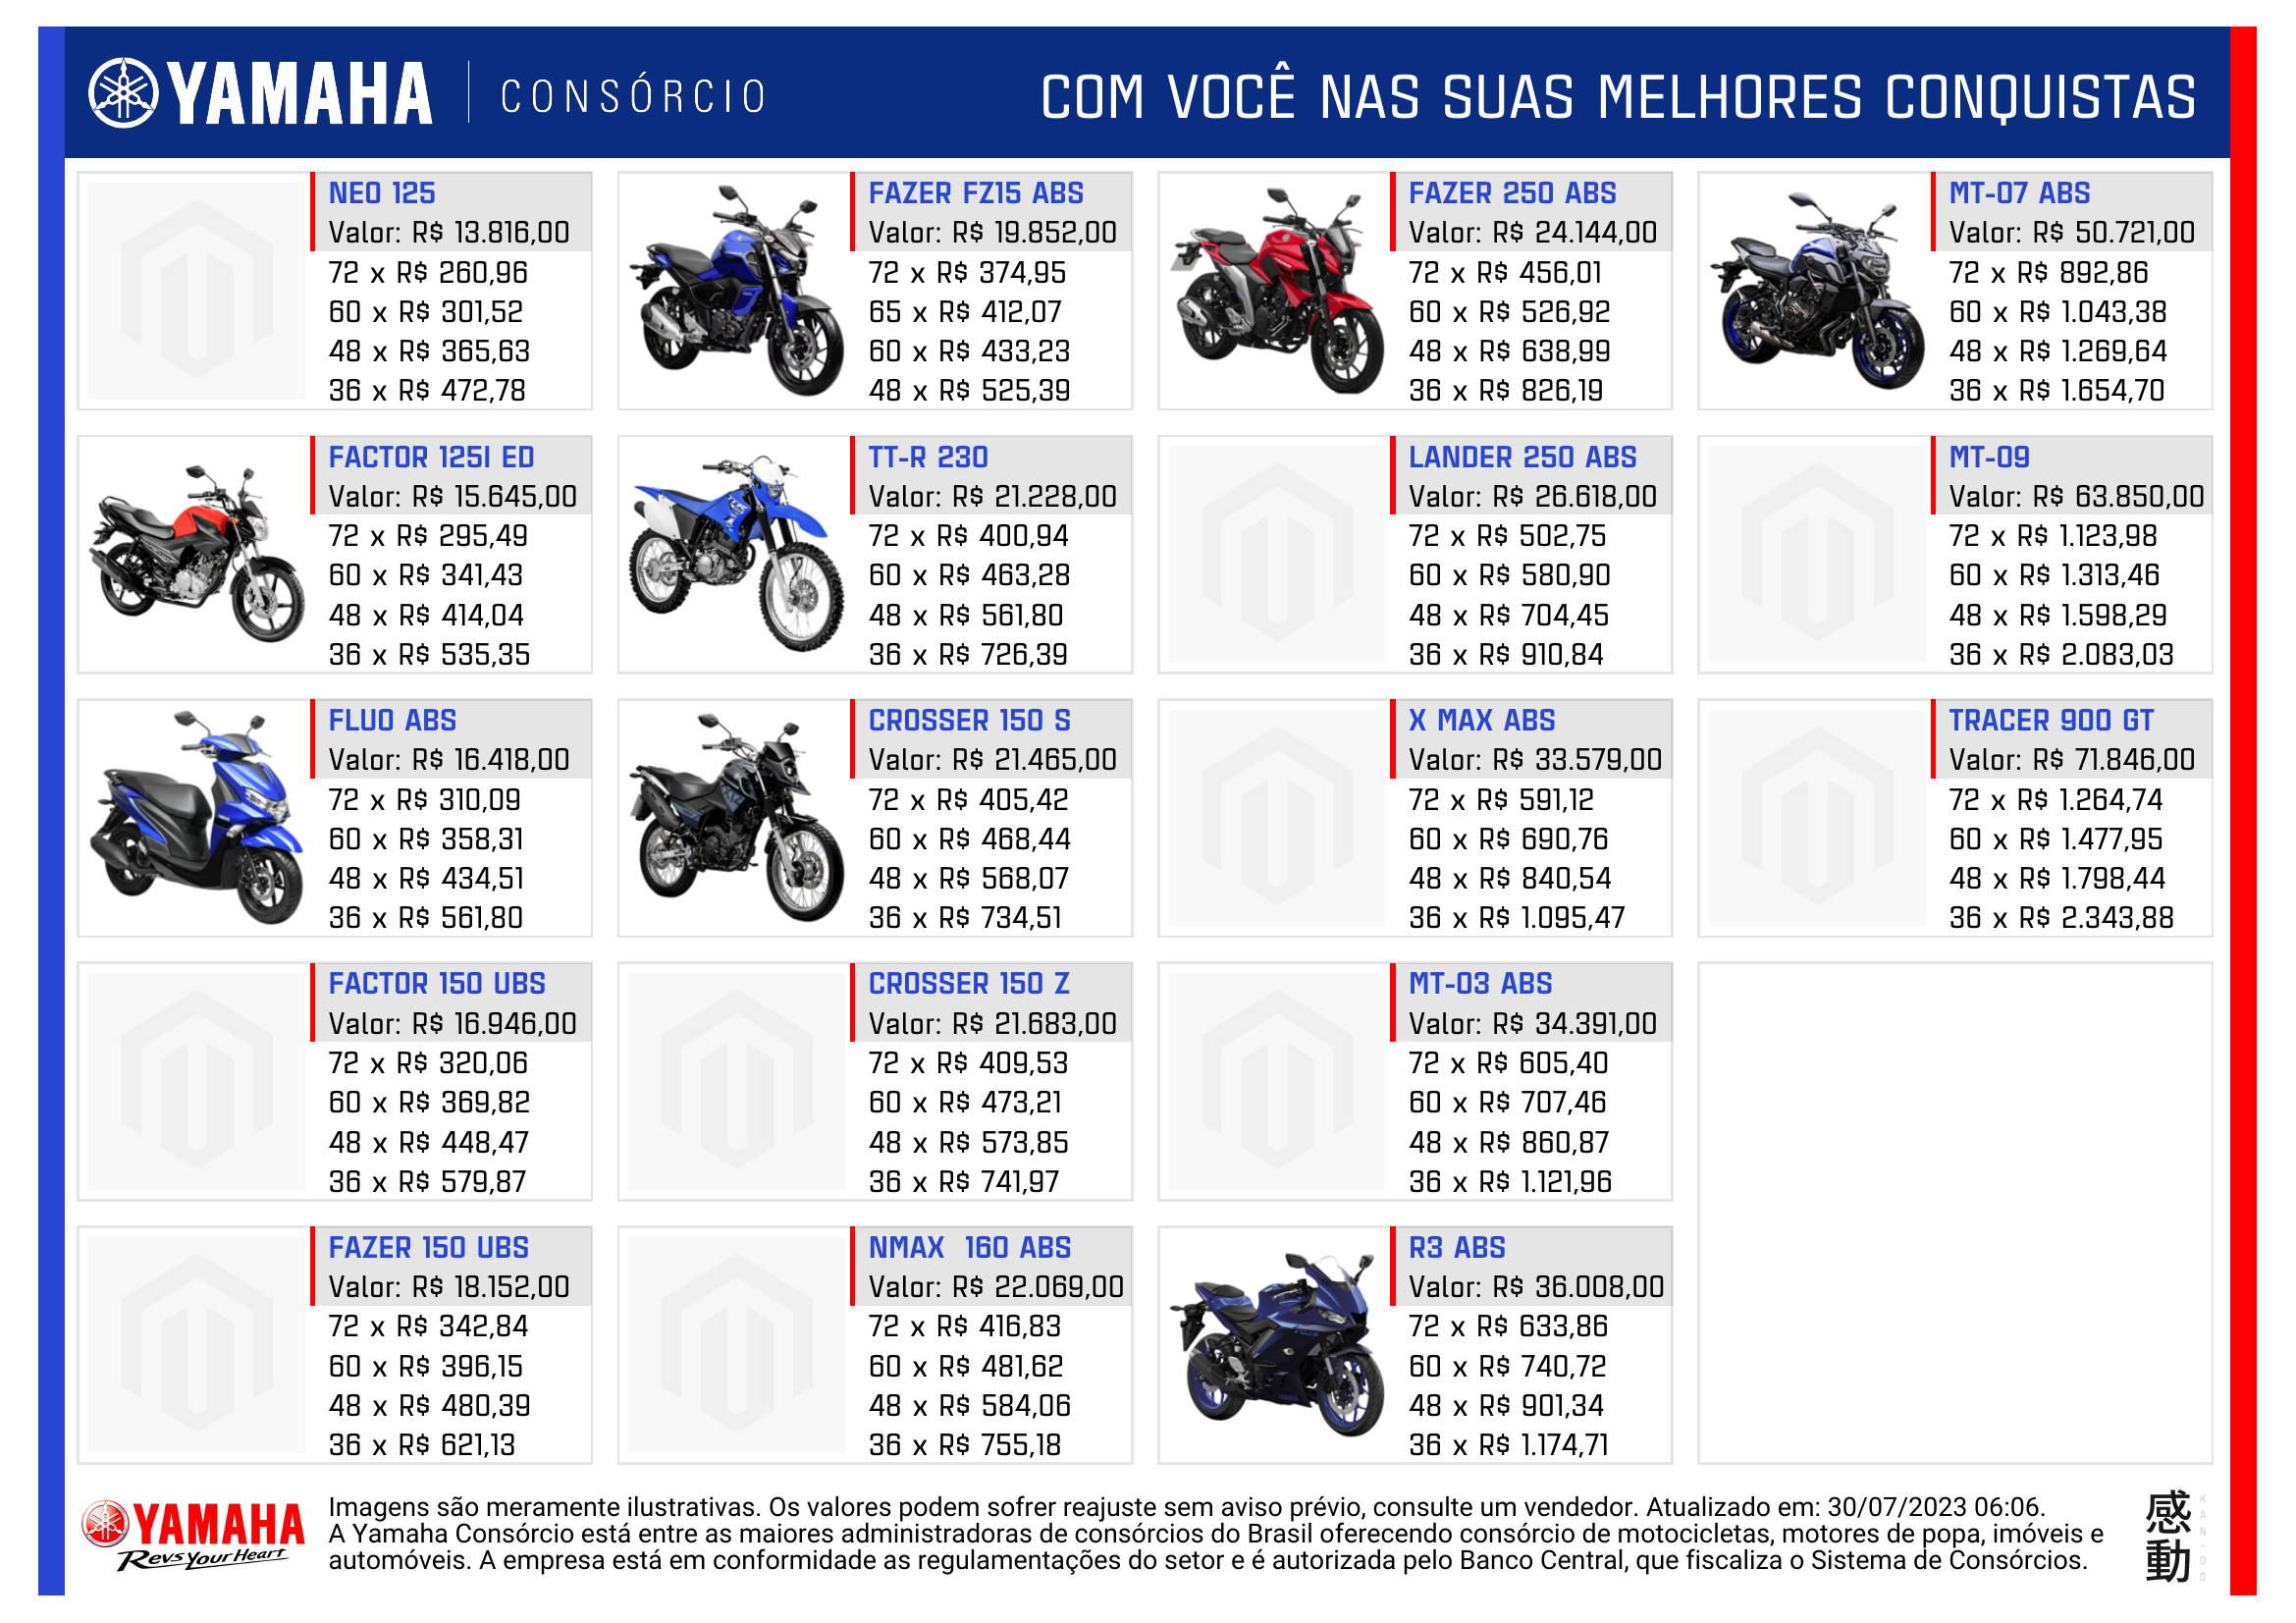 YAMAHA CONSÓRCIO
COM VOCÊ NAS SUAS MELHORES CONQUISTAS
NEO 125
Valor: R$ 13.816,00
72 x R$ 260,96
60 x R$ 301,52
48 x R$ 365,63
36 x R$ 472,78
FAZER FZ15 ABS
Valor: R$ 19.852,00
72 x R$ 374,95
65 x R$ 412,07
60 x R$ 433,23
48 x R$ 525,39
FAZER 250 ABS
Valor: R$ 24.144,00
72 x R$ 456,01
60 x R$ 526,92
48 x R$ 638,99
36 x R$ 826,19
MT-07 ABS
Valor: R$ 50.721,00
72 x R$ 892,86
60 x R$ 1.043,38
48 x R$ 1.269,64
36 x R$ 1.654,70
FACTOR 125I ED
Valor: R$ 15.645,00
72 x R$ 295,49
60 x R$ 341,43
48 x R$ 414,04
36 x R$ 535,35
TT-R 230
Valor: R$ 21.228,00
72 x R$ 400,94
60 x R$ 463,28
48 x R$ 561,80
36 x R$ 726,39
LANDER 250 ABS
Valor: R$ 26.618,00
72 x R$ 502,75
60 x R$ 580,90
48 x R$ 704,45
36 x R$ 910,84
MT-09
Valor: R$ 63.850,00
72 x R$ 1.123,98
60 x R$ 1.313,46
48 x R$ 1.598,29
36 x R$ 2.083,03
FLUO ABS
Valor: R$ 16.418,00
72 x R$ 310,09
60 x R$ 358,31
48 x R$ 434,51
36 x R$ 561,80
CROSSER 150 S
Valor: R$ 21.465,00
72 x R$ 405,42
60 x R$ 468,44
48 x R$ 568,07
36 x R$ 734,51
X MAX ABS
Valor: R$ 33.579,00
72 x R$ 591,12
60 x R$ 690,76
48 x R$ 840,54
36 x R$ 1.095,47
TRACER 900 GT
Valor: R$ 71.846,00
72 x R$ 1.264,74
60 x R$ 1.477,95
48 x R$ 1.798,44
36 x R$ 2.343,88
FACTOR 150 UBS
Valor: R$ 16.946,00
72 x R$ 320,06
60 x R$ 369,82
48 x R$ 448,47
36 x R$ 579,87
CROSSER 150 Z
Valor: R$ 21.683,00
72 x R$ 409,53
60 x R$ 473,21
48 x R$ 573,85
36 x R$ 741,97
MT-03 ABS
Valor: R$ 34.391,00
72 x R$ 605,40
60 x R$ 707,46
48 x R$ 860,87
36 x R$ 1.121,96
FAZER 150 UBS
Valor: R$ 18.152,00
72 x R$ 342,84
60 x R$ 396,15
48 x R$ 480,39
36 x R$ 621,13
NMAX 160 ABS
Valor: R$ 22.069,00
72 x R$ 416,83
60 x R$ 481,62
48 x R$ 584,06
36 x R$ 755,18
R3 ABS
Valor: R$ 36.008,00
72 x R$ 633,86
60 x R$ 740,72
48 x R$ 901,34
36 x R$ 1.174,71
YAMAHA
Revs Your Heart
Imagens são meramente ilustrativas. Os valores podem sofrer reajuste sem aviso prévio, consulte um vendedor. Atualizado em: 30/07/2023 06:06.
A Yamaha Consórcio está entre as maiores administradoras de consórcios do Brasil oferecendo consórcio de motocicletas, motores de popa, imóveis e
automóveis. A empresa está em conformidade as regulamentações do setor e é autorizada pelo Banco Central, que fiscaliza o Sistema de Consórcios.
感動
KAN-DO